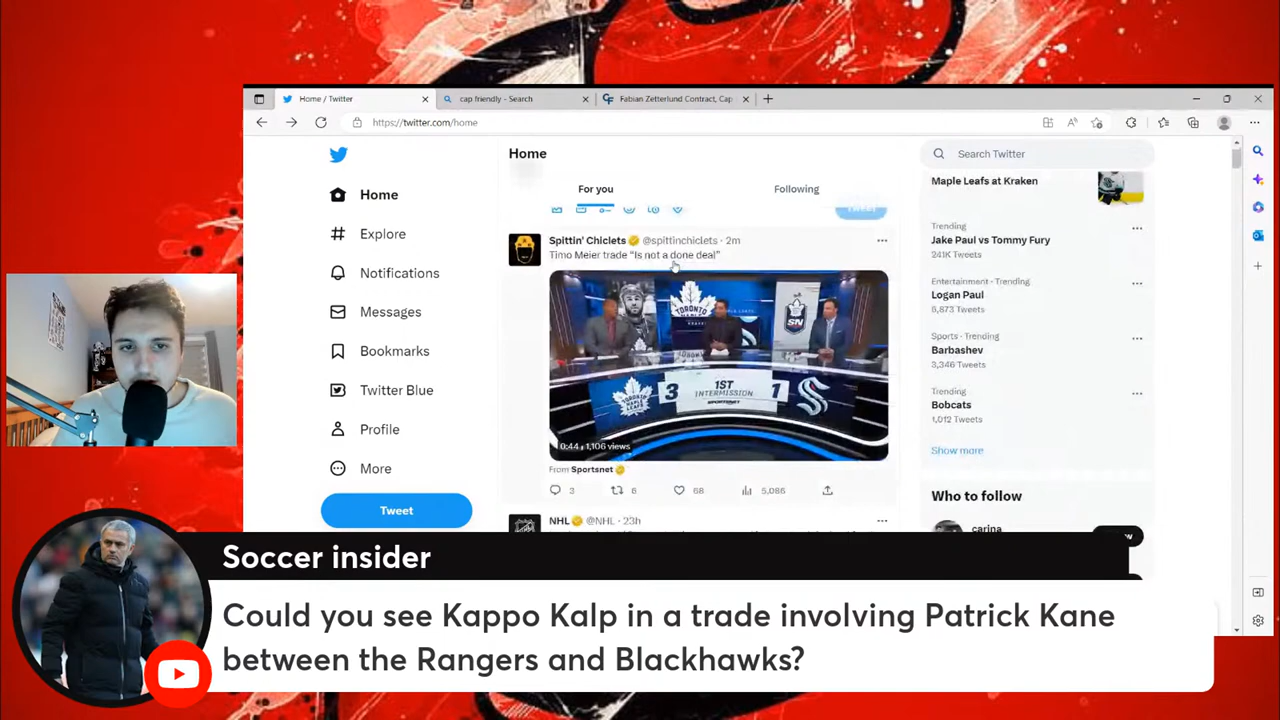 Home / Twitter
cap friendly - Search
Fabian Zetterlund Contract, Cap
https://twitter.com/home
Home
Explore
Notifications
Messages
Bookmarks
Twitter Blue
Profile
More
Tweet
Home
For you
Following
Spittin' Chiclets @spittinchiclets · 2m
Timo Meier trade “Is not a done deal”
TORONTO
SN
3
1ST
INTERMISSION
1
0:44
1,106 views
From Sportsnet
3
6
68
5,086
NHL @NHL · 23h
Search Twitter
Maple Leafs at Kraken
Trending
Jake Paul vs Tommy Fury
241K Tweets
Entertainment · Trending
Logan Paul
5,873 Tweets
Sports · Trending
Barbashev
3,346 Tweets
Trending
Bobcats
1,012 Tweets
Show more
Who to follow
carina
Soccer insider
Could you see Kappo Kalp in a trade involving Patrick Kane
between the Rangers and Blackhawks?